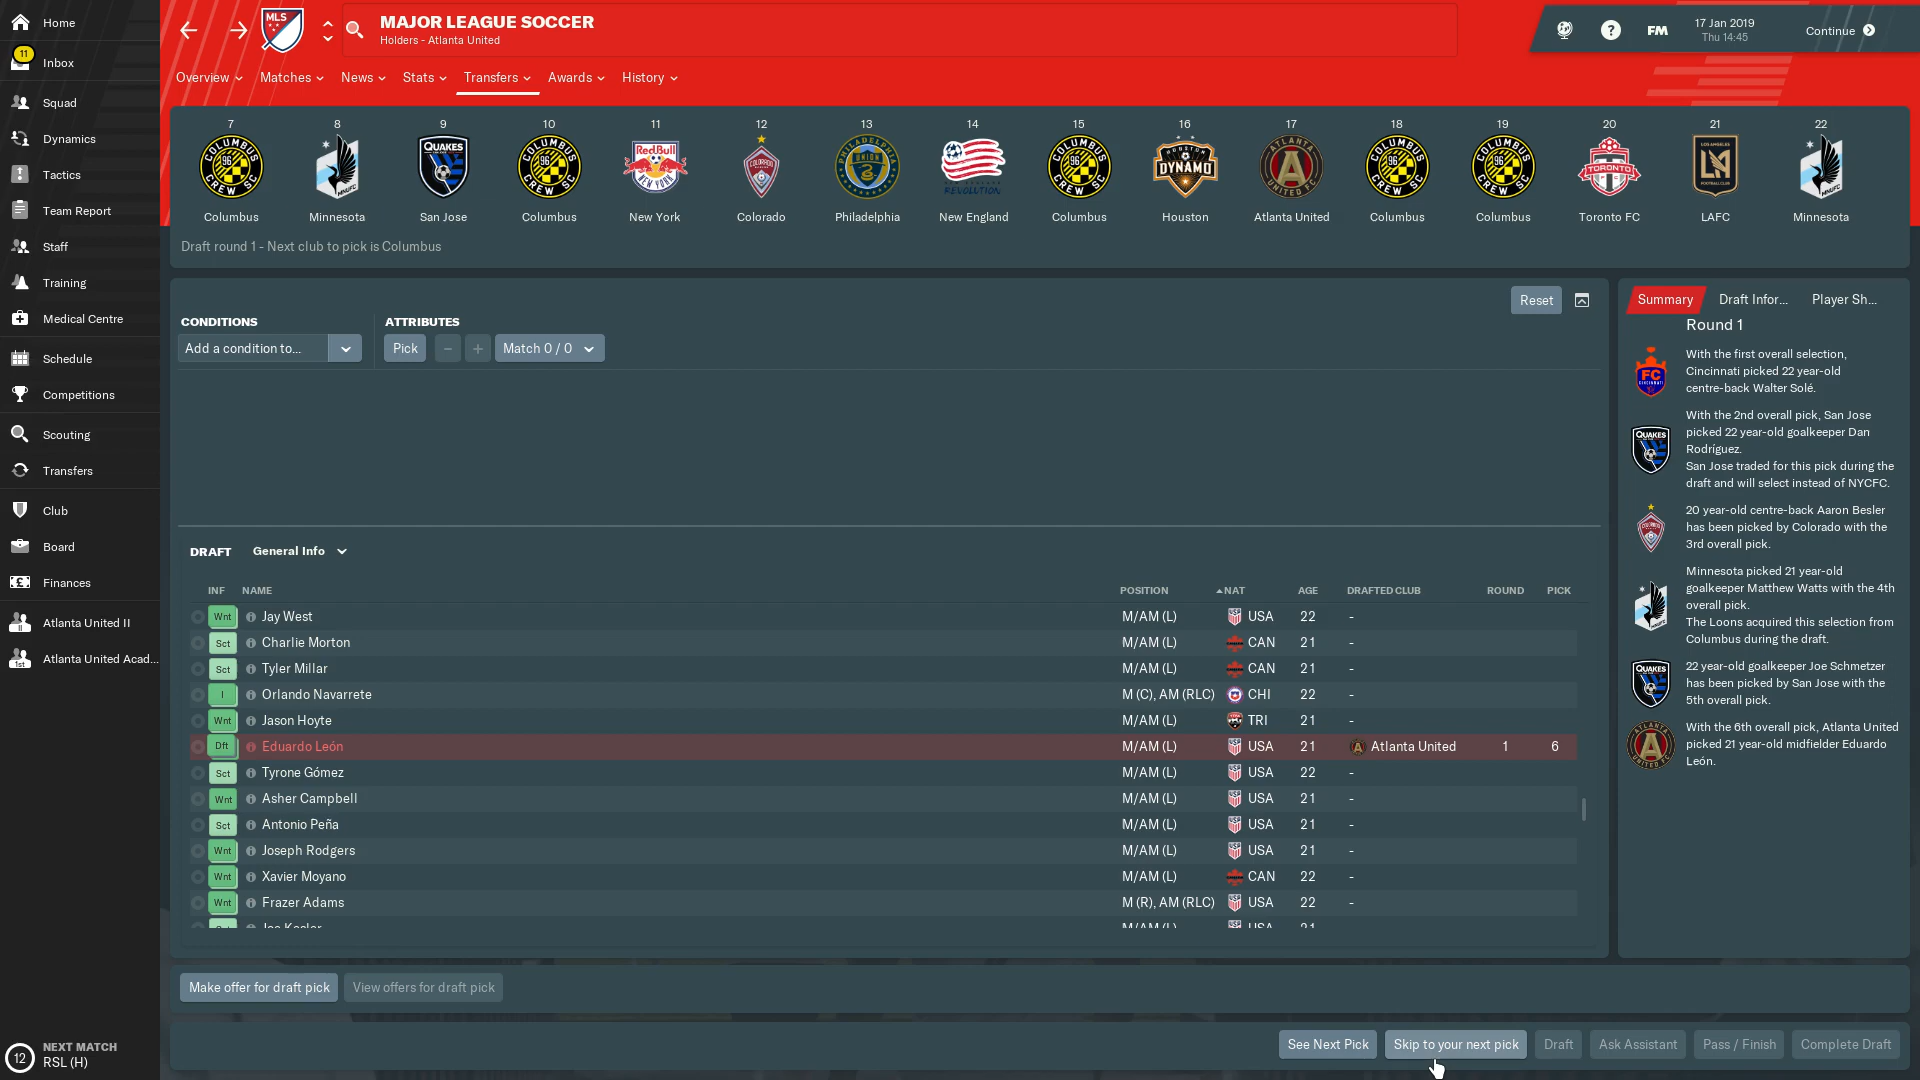 Home
11
Inbox
Squad
Dynamics
Tactics
Team Report
Staff
Training
Medical Centre
Schedule
Competitions
Scouting
Transfers
Club
Board
Finances
Atlanta United II
Atlanta United Acad...
12
NEXT MATCH
RSL (H)
MLS
MAJOR LEAGUE SOCCER
Holders - Atlanta United
FM
17 Jan 2019
Thu 14:45
Continue
Overview Matches News Stats Transfers Awards History
7 8 9 10 11 12 13 14 15 16 17 18 19 20 21 22
Columbus Minnesota San Jose Columbus New York Colorado Philadelphia New England Columbus Houston Atlanta United Columbus Columbus Toronto FC LAFC Minnesota
Draft round 1 - Next club to pick is Columbus
Reset
CONDITIONS ATTRIBUTES
Add a condition to... Pick Match 0 / 0
DRAFT General Info
INF NAME POSITION NAT AGE DRAFTED CLUB ROUND PICK
Wnt Jay West M/AM (L) USA 22 -
Sct Charlie Morton M/AM (L) CAN 21 -
Sct Tyler Millar M/AM (L) CAN 21 -
I Orlando Navarrete M (C), AM (RLC) CHI 22 -
Wnt Jason Hoyte M/AM (L) TRI 21 -
Dft Eduardo León M/AM (L) USA 21 Atlanta United 1 6
Sct Tyrone Gómez M/AM (L) USA 22 -
Wnt Asher Campbell M/AM (L) USA 21 -
Sct Antonio Peña M/AM (L) USA 21 -
Wnt Joseph Rodgers M/AM (L) USA 21 -
Wnt Xavier Moyano M/AM (L) CAN 22 -
Wnt Frazer Adams M (R), AM (RLC) USA 22 -
M/AM (L) USA 21
Summary Draft Infor... Player Sh...
Round 1
With the first overall selection,
Cincinnati picked 22 year-old
centre-back Walter Solé.
With the 2nd overall pick, San Jose
picked 22 year-old goalkeeper Dan
Rodríguez.
San Jose traded for this pick during the
draft and will select instead of NYCFC.
20 year-old centre-back Aaron Besler
has been picked by Colorado with the
3rd overall pick.
Minnesota picked 21 year-old
goalkeeper Matthew Watts with the 4th
overall pick.
The Loons acquired this selection from
Columbus during the draft.
22 year-old goalkeeper Joe Schmetzer
has been picked by San Jose with the
5th overall pick.
With the 6th overall pick, Atlanta United
picked 21 year-old midfielder Eduardo
León.
Make offer for draft pick View offers for draft pick
See Next Pick Skip to your next pick Draft Ask Assistant Pass / Finish Complete Draft